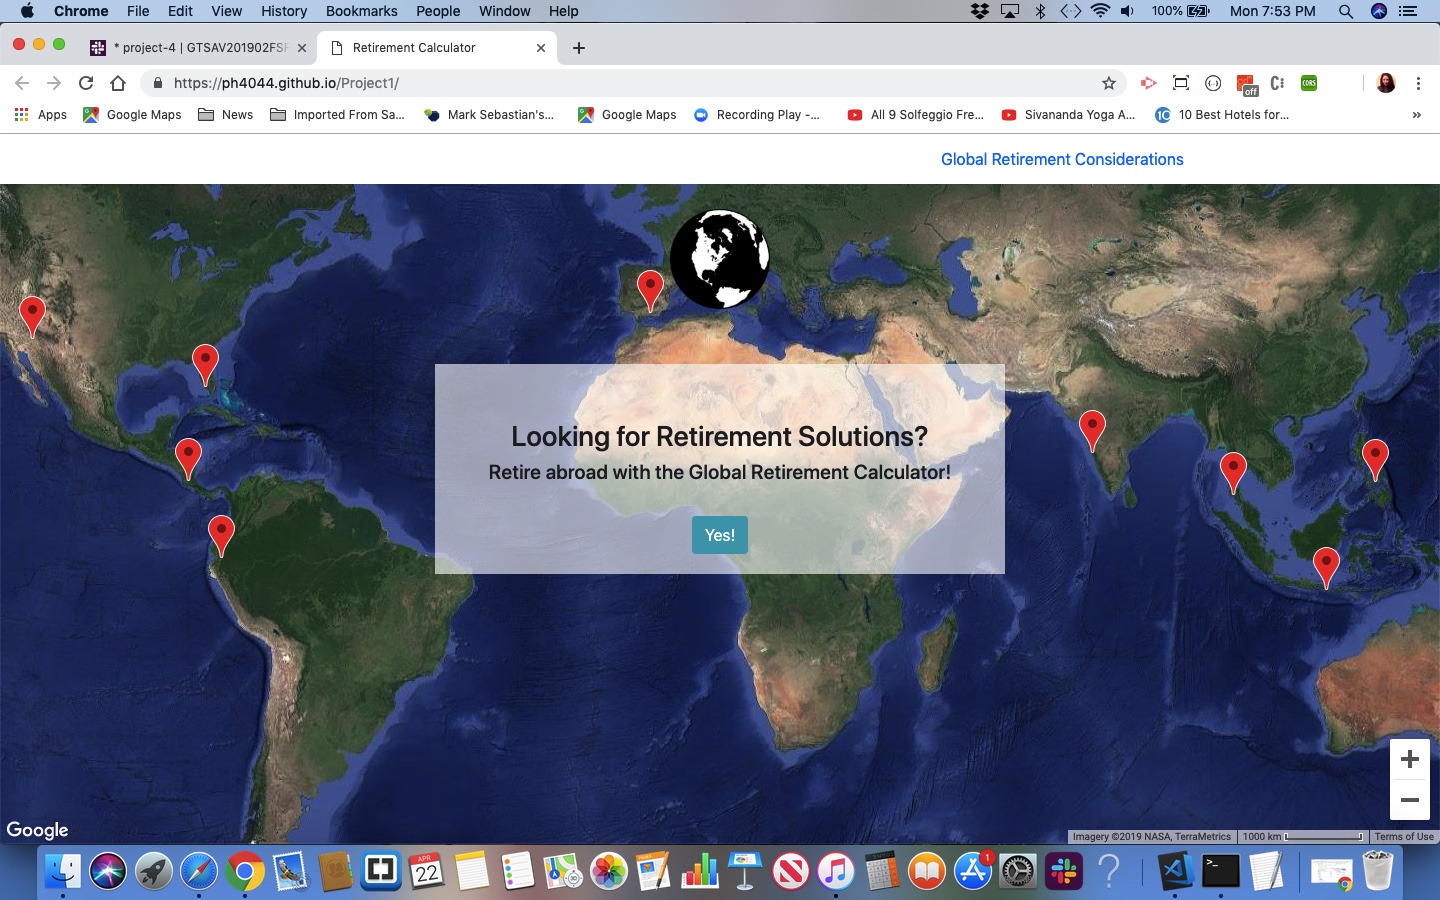 Chrome File Edit View History Bookmarks People Window Help 100% Mon 7:53 PM
* project-4 | GTSAV201902FSF Retirement Calculator
https://ph4044.github.io/Project1/ off CORS
Apps Google Maps News Imported From Sa... Mark Sebastian's... Google Maps Recording Play -... All 9 Solfeggio Fre... Sivananda Yoga A... 10 Best Hotels for... »
Global Retirement Considerations
Looking for Retirement Solutions?
Retire abroad with the Global Retirement Calculator!
Yes!
Google
Imagery ©2019 NASA, TerraMetrics 1000 km Terms of Use
APR
22
1